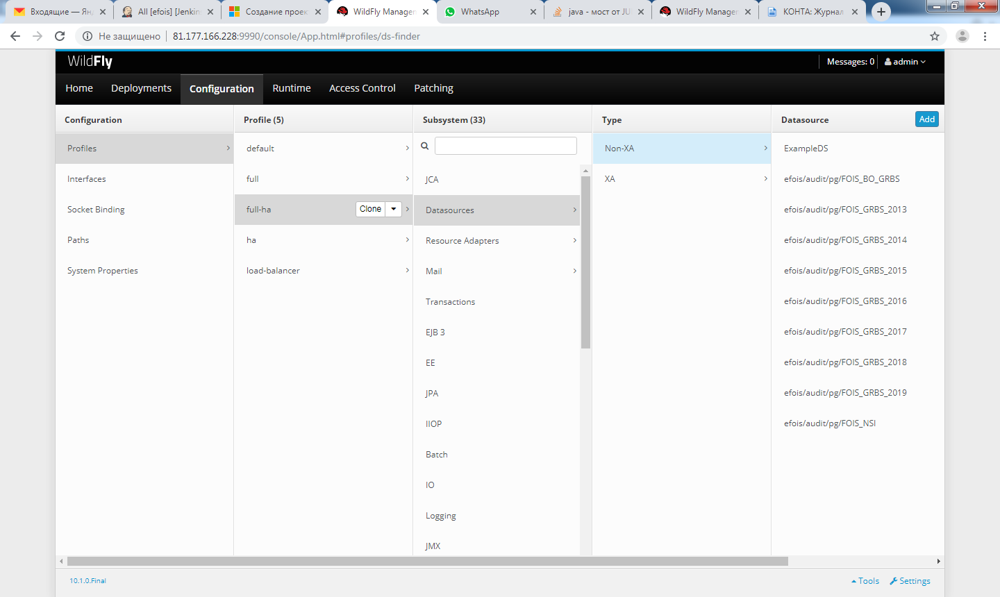 Входящие — Янд
All [efois] [Jenkin
Создание проек
WildFly Managem
WhatsApp
java - мост от JU
WildFly Managem
КОНТА: Журнал
Не защищено
81.177.166.228:9990/console/App.html#profiles/ds-finder
WildFly
Messages: 0
admin
Home
Deployments
Configuration
Runtime
Access Control
Patching
Configuration
Profiles
Interfaces
Socket Binding
Paths
System Properties
Profile (5)
default
full
full-ha
Clone
ha
load-balancer
Subsystem (33)
JCA
Datasources
Resource Adapters
Mail
Transactions
EJB 3
EE
JPA
IIOP
Batch
IO
Logging
JMX
Type
Non-XA
XA
Datasource
Add
ExampleDS
efois/audit/pg/FOIS_BO_GRBS
efois/audit/pg/FOIS_GRBS_2013
efois/audit/pg/FOIS_GRBS_2014
efois/audit/pg/FOIS_GRBS_2015
efois/audit/pg/FOIS_GRBS_2016
efois/audit/pg/FOIS_GRBS_2017
efois/audit/pg/FOIS_GRBS_2018
efois/audit/pg/FOIS_GRBS_2019
efois/audit/pg/FOIS_NSI
10.1.0.Final
Tools
Settings